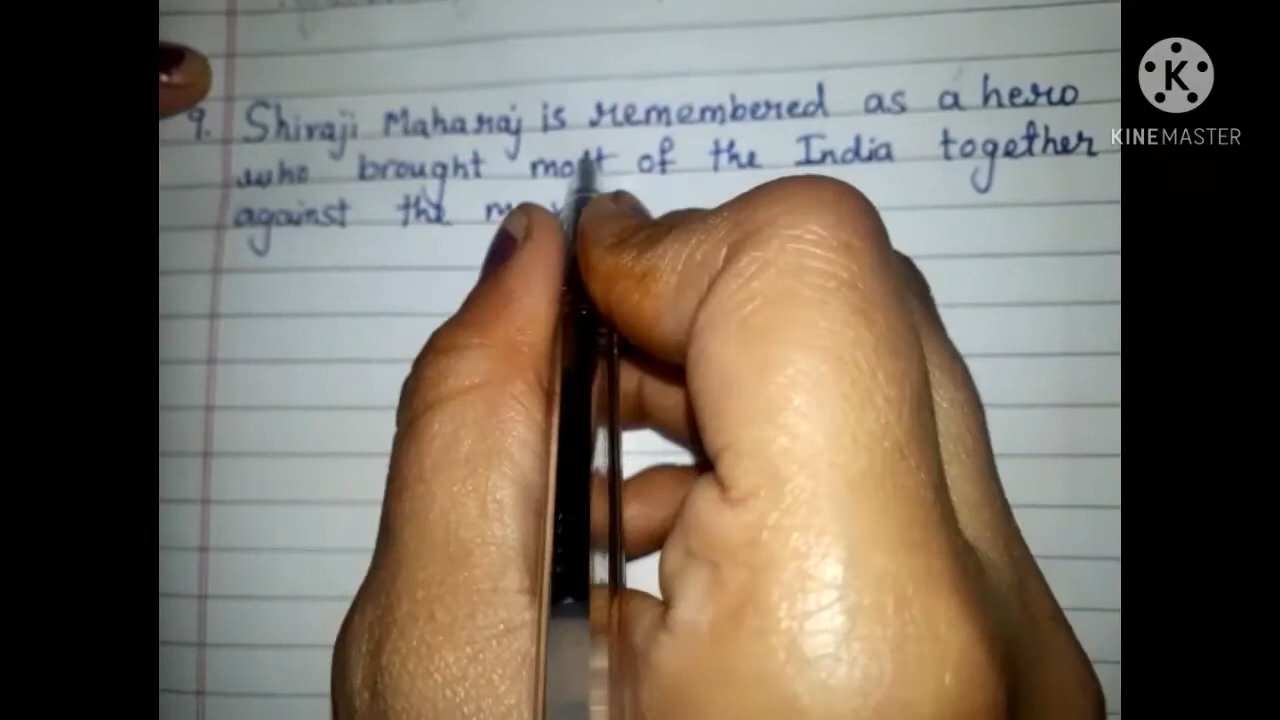 9. Shivaji Maharaj is remembered as a hero
who brought most of the India together
against the
KINEMASTER